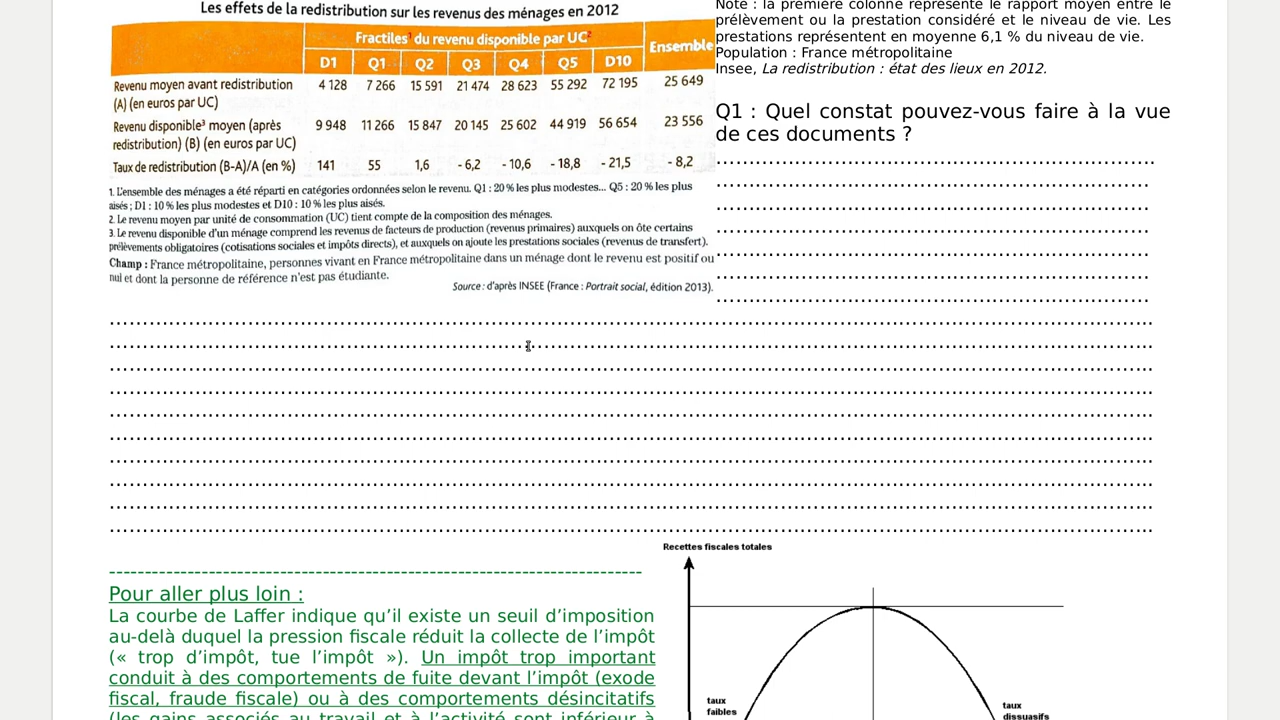 Les effets de la redistribution sur les revenus des ménages en 2012
Fractiles¹ du revenu disponible par UC²
Ensemble
D1 Q1 Q2 Q3 Q4 Q5 D10
Revenu moyen avant redistribution
(A) (en euros par UC)
4 128 7 266 15 591 21 474 28 623 55 292 72 195 25 649
Revenu disponible³ moyen (après
redistribution) (B) (en euros par UC)
9 948 11 266 15 847 20 145 25 602 44 919 56 654 23 556
Taux de redistribution (B-A)/A (en %) 141 55 1,6 - 6,2 - 10,6 - 18,8 - 21,5 - 8,2
1. L'ensemble des ménages a été réparti en catégories ordonnées selon le revenu. Q1 : 20 % les plus modestes... Q5 : 20 % les plus
aisés ; D1 : 10 % les plus modestes et D10 : 10 % les plus aisés.
2. Le revenu moyen par unité de consommation (UC) tient compte de la composition des ménages.
3. Le revenu disponible d'un ménage comprend les revenus de facteurs de production (revenus primaires) auxquels on ôte certains
prélèvements obligatoires (cotisations sociales et impôts directs), et auxquels on ajoute les prestations sociales (revenus de transfert).
Champ : France métropolitaine, personnes vivant en France métropolitaine dans un ménage dont le revenu est positif ou
nul et dont la personne de référence n'est pas étudiante.
Source : d'après INSEE (France : Portrait social, édition 2013).
Note : la première colonne représente le rapport moyen entre le
prélèvement ou la prestation considéré et le niveau de vie. Les
prestations représentent en moyenne 6,1 % du niveau de vie.
Population : France métropolitaine
Insee, La redistribution : état des lieux en 2012.
Q1 : Quel constat pouvez-vous faire à la vue
de ces documents ?
Pour aller plus loin :
La courbe de Laffer indique qu'il existe un seuil d'imposition
au-delà duquel la pression fiscale réduit la collecte de l'impôt
(« trop d'impôt, tue l'impôt »). Un impôt trop important
conduit à des comportements de fuite devant l'impôt (exode
fiscal, fraude fiscale) ou à des comportements désincitatifs
(les gains associés au travail et à l'activité sont inférieur à
Recettes fiscales totales
taux
faibles
taux
dissuasifs